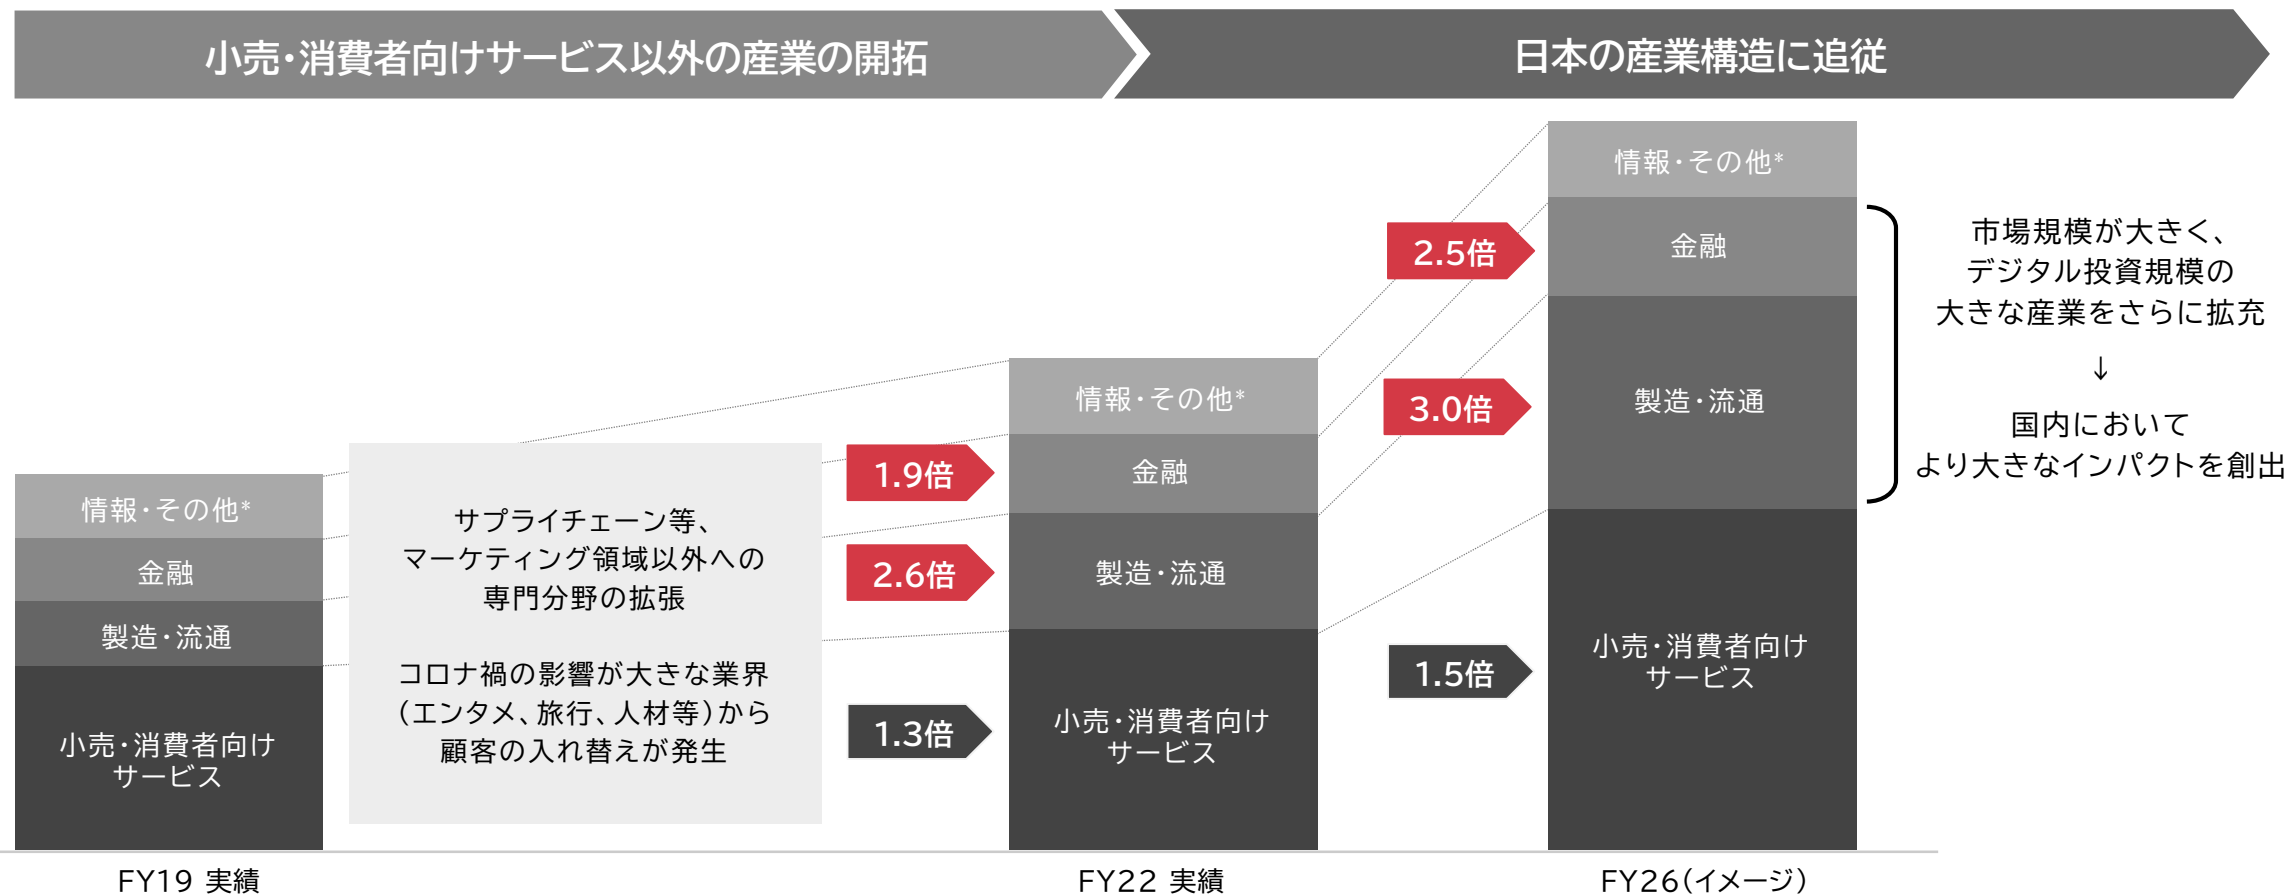 小売・消費者向けサービス以外の産業の開拓
日本の産業構造に追従
情報・その他*
金融
製造・流通
小売・消費者向け
サービス
FY19 実績
サプライチェーン等、
マーケティング領域以外への
専門分野の拡張
コロナ禍の影響が大きな業界
（エンタメ、旅行、人材等）から
顧客の入れ替えが発生
1.9倍
2.6倍
1.3倍
情報・その他*
金融
製造・流通
小売・消費者向け
サービス
FY22 実績
2.5倍
3.0倍
1.5倍
情報・その他*
金融
製造・流通
小売・消費者向け
サービス
FY26（イメージ）
市場規模が大きく、
デジタル投資規模の
大きな産業をさらに拡充
↓
国内において
より大きなインパクトを創出